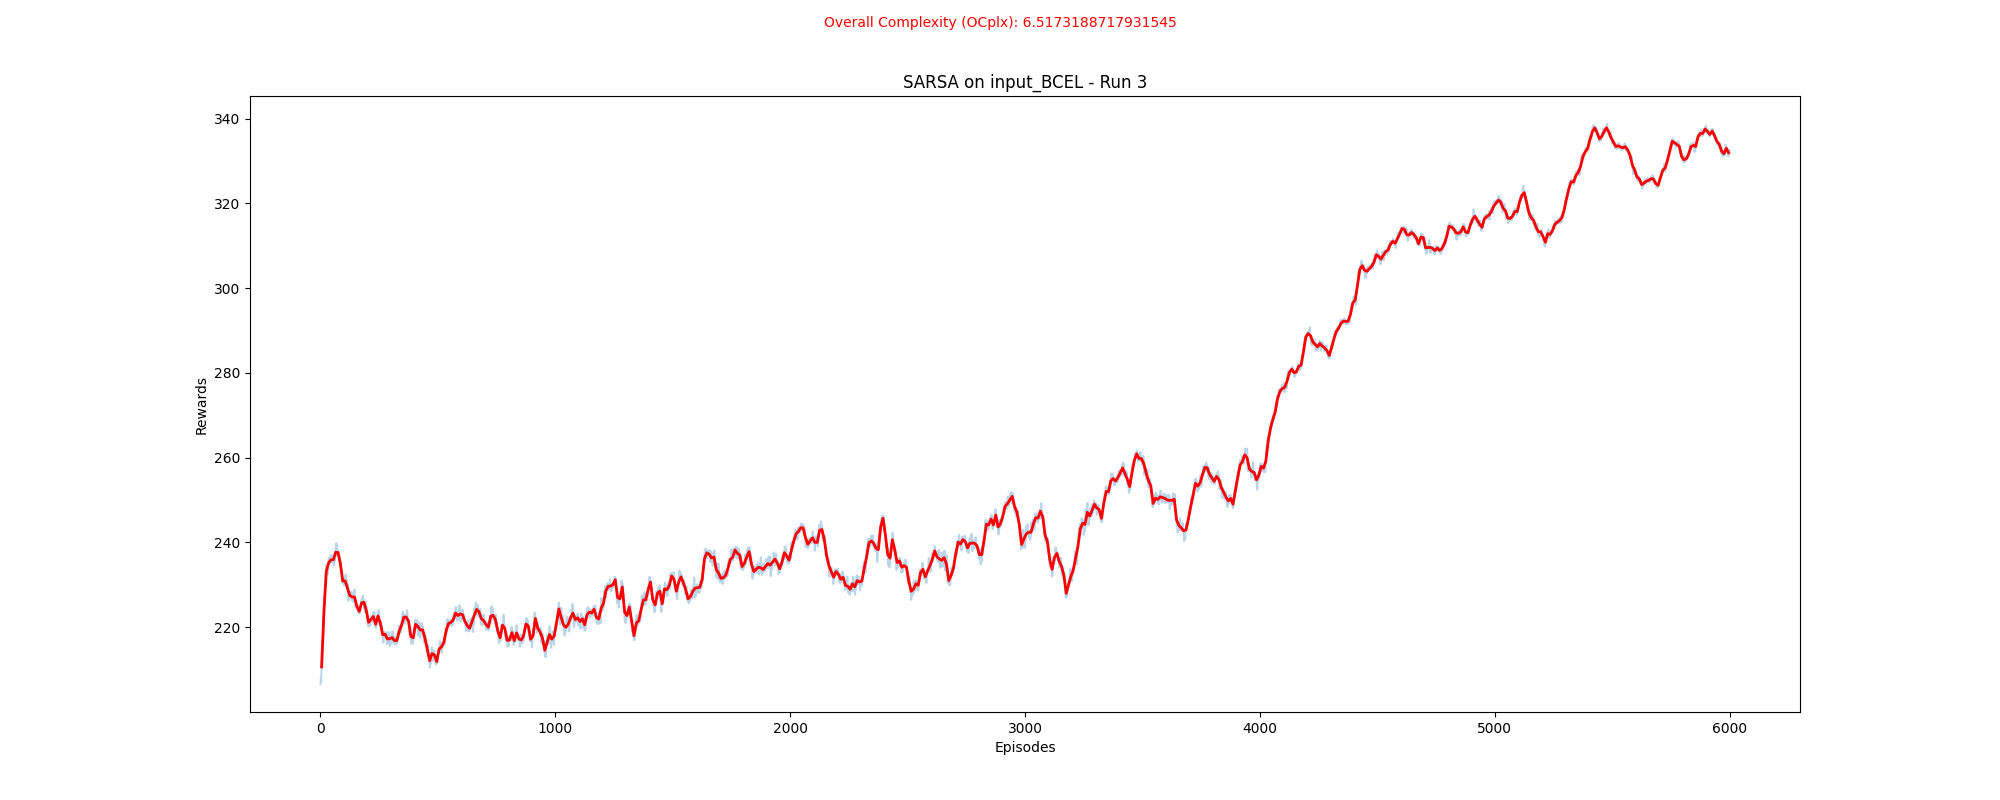 Overall Complexity (OCplx): 6.5173188717931545
SARSA on input_BCEL - Run 3
340
320
300
280
260
240
220
Rewards
0 1000 2000 3000 4000 5000 6000
Episodes